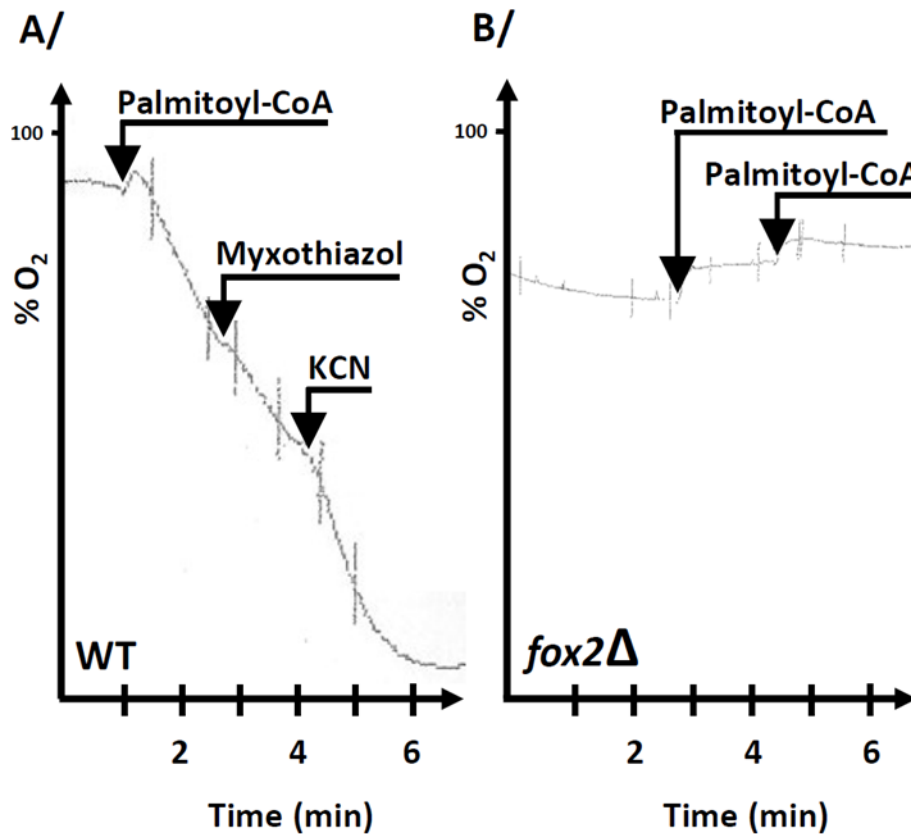 A/
100
Palmitoyl-CoA
Myxothiazol
KCN
% O2
WT
2 4 6
Time (min)
B/
100
Palmitoyl-CoA
Palmitoyl-CoA
% O2
fox2Δ
2 4 6
Time (min)